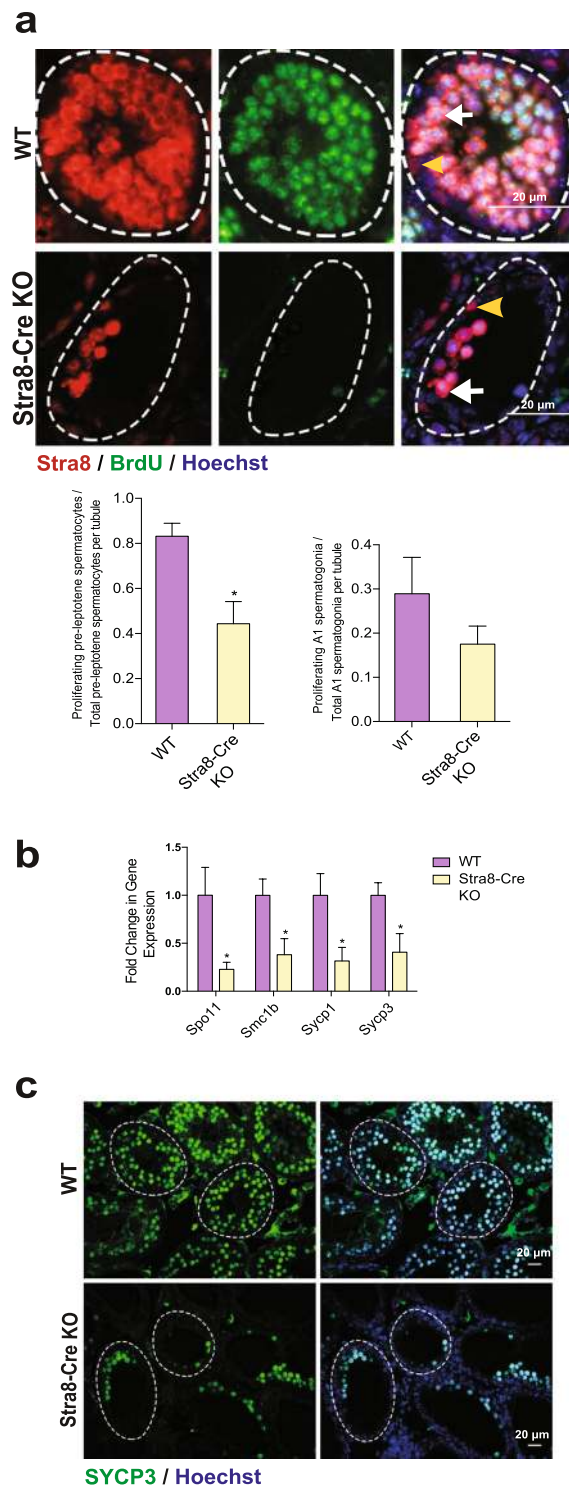 a
WT
20 µm
Stra8-Cre KO
20 µm
Stra8 / BrdU / Hoechst
Proliferating pre-leptotene spermatocytes /
Total pre-leptotene spermatocytes per tubule
1.0
0.8
0.6
0.4
0.2
0.0
*
WT
Stra8-Cre
KO
Proliferating A1 spermatogonia /
Total A1 spermatogonia per tubule
0.4
0.3
0.2
0.1
0.0
WT
Stra8-Cre
KO
b
Fold Change in Gene
Expression
1.5
1.0
0.5
0.0
*
*
*
*
Spo11
Smc1b
Sycp1
Sycp3
WT
Stra8-Cre
KO
c
WT
20 µm
Stra8-Cre KO
20 µm
SYCP3 / Hoechst